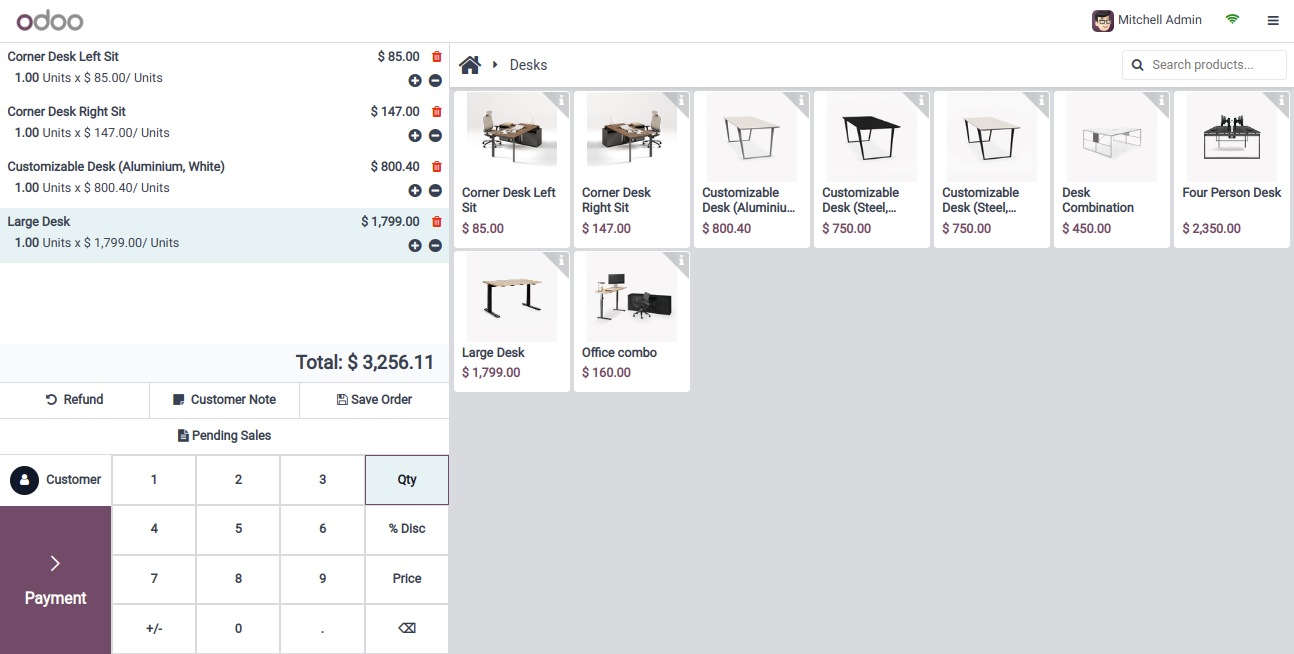 odoo
Mitchell Admin
Corner Desk Left Sit $ 85.00
1.00 Units x $ 85.00/ Units
Corner Desk Right Sit $ 147.00
1.00 Units x $ 147.00/ Units
Customizable Desk (Aluminium, White) $ 800.40
1.00 Units x $ 800.40/ Units
Large Desk $ 1,799.00
1.00 Units x $ 1,799.00/ Units
Total: $ 3,256.11
Refund
Customer Note
Save Order
Pending Sales
Customer
1 2 3 Qty
4 5 6 % Disc
7 8 9 Price
+/- 0 .
Payment
Desks
Search products...
Corner Desk Left
Sit
$ 85.00
Corner Desk
Right Sit
$ 147.00
Customizable
Desk (Aluminiu...
$ 800.40
Customizable
Desk (Steel,...
$ 750.00
Customizable
Desk (Steel,...
$ 750.00
Desk
Combination
$ 450.00
Four Person Desk
$ 2,350.00
Large Desk
$ 1,799.00
Office combo
$ 160.00